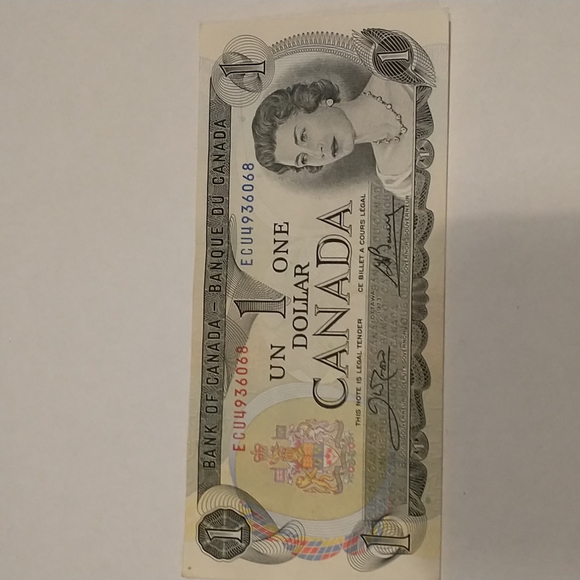 1 1
BANK OF CANADA – BANQUE DU CANADA
ECU4936068 ECU4936068
UN 1 ONE
DOLLAR
CANADA
THIS NOTE IS LEGAL TENDER CE BILLET A COURS LÉGAL
OTTAWA
1 1